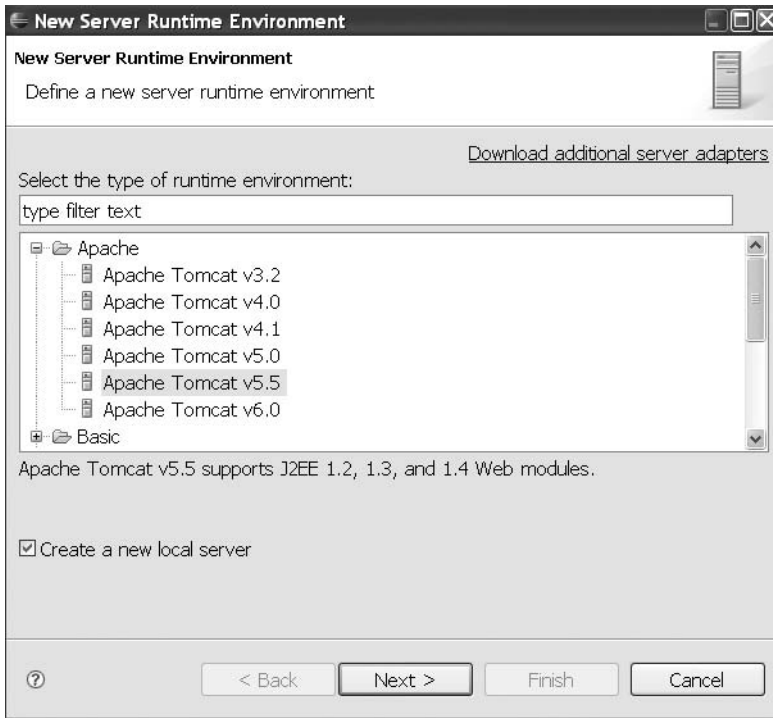 New Server Runtime Environment
New Server Runtime Environment
Define a new server runtime environment
Download additional server adapters
Select the type of runtime environment:
type filter text
Apache
Apache Tomcat v3.2
Apache Tomcat v4.0
Apache Tomcat v4.1
Apache Tomcat v5.0
Apache Tomcat v5.5
Apache Tomcat v6.0
Basic
Apache Tomcat v5.5 supports J2EE 1.2, 1.3, and 1.4 Web modules.
Create a new local server
? < Back Next > Finish Cancel